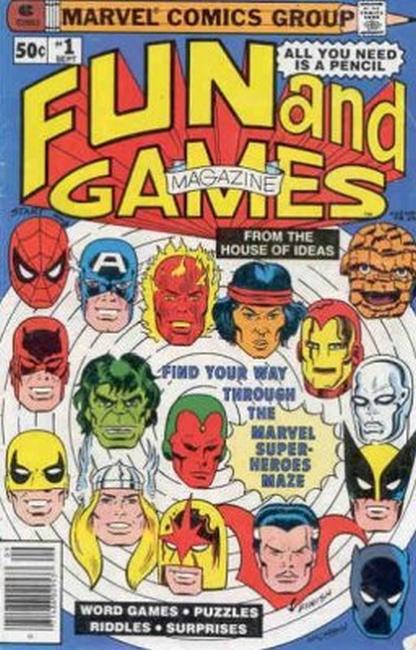 MARVEL COMICS GROUP
50¢
#1
SEPT
ALL YOU NEED
IS A PENCIL
FUN and
GAMES
MAGAZINE
START
FROM THE
HOUSE OF IDEAS
A
FIND YOUR WAY
THROUGH
THE
MARVEL
SUPER-
HEROES
MAZE
FINISH
WORD GAMES • PUZZLES
RIDDLES • SURPRISES